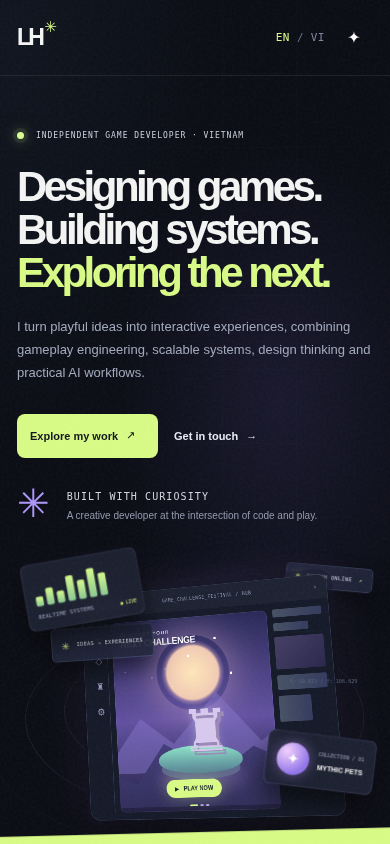 LH
EN / VI
INDEPENDENT GAME DEVELOPER · VIETNAM
Designing games.
Building systems.
Exploring the next.
I turn playful ideas into interactive experiences, combining
gameplay engineering, scalable systems, design thinking and
practical AI workflows.
Explore my work ↗
Get in touch →
BUILT WITH CURIOSITY
A creative developer at the intersection of code and play.
REALTIME SYSTEMS
LIVE
ONLINE ↗
GAME_CHALLENGE_FESTIVAL / RUN
IDEAS → EXPERIENCES
CHALLENGE
PLAY NOW
COLLECTION / 01
MYTHIC PETS